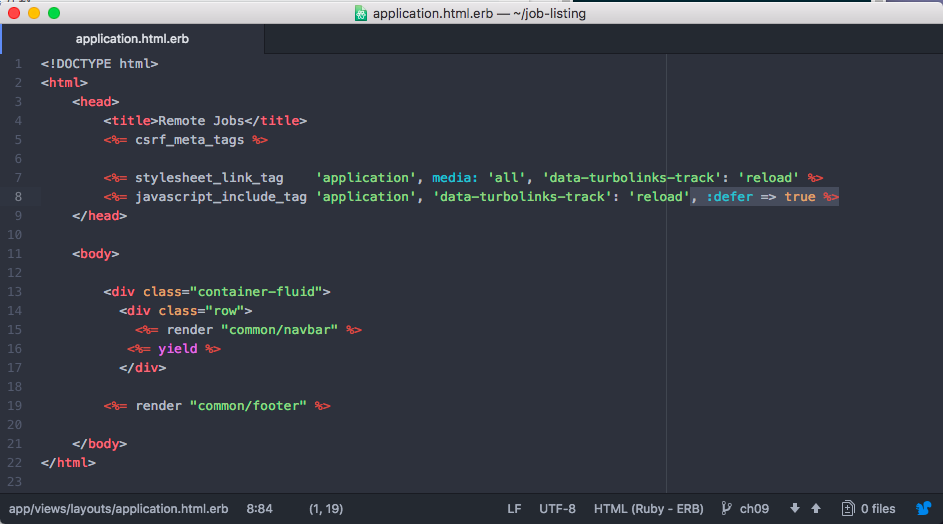 application.html.erb — ~/job-listing
application.html.erb
1 <!DOCTYPE html>
2 <html>
3 <head>
4 <title>Remote Jobs</title>
5 <%= csrf_meta_tags %>
6
7 <%= stylesheet_link_tag 'application', media: 'all', 'data-turbolinks-track': 'reload' %>
8 <%= javascript_include_tag 'application', 'data-turbolinks-track': 'reload', :defer => true %>
9 </head>
10
11 <body>
12
13 <div class="container-fluid">
14 <div class="row">
15 <%= render "common/navbar" %>
16 <%= yield %>
17 </div>
18
19 <%= render "common/footer" %>
20
21 </body>
22 </html>
23
app/views/layouts/application.html.erb 8:84 (1, 19) LF UTF-8 HTML (Ruby - ERB) ch09 0 files